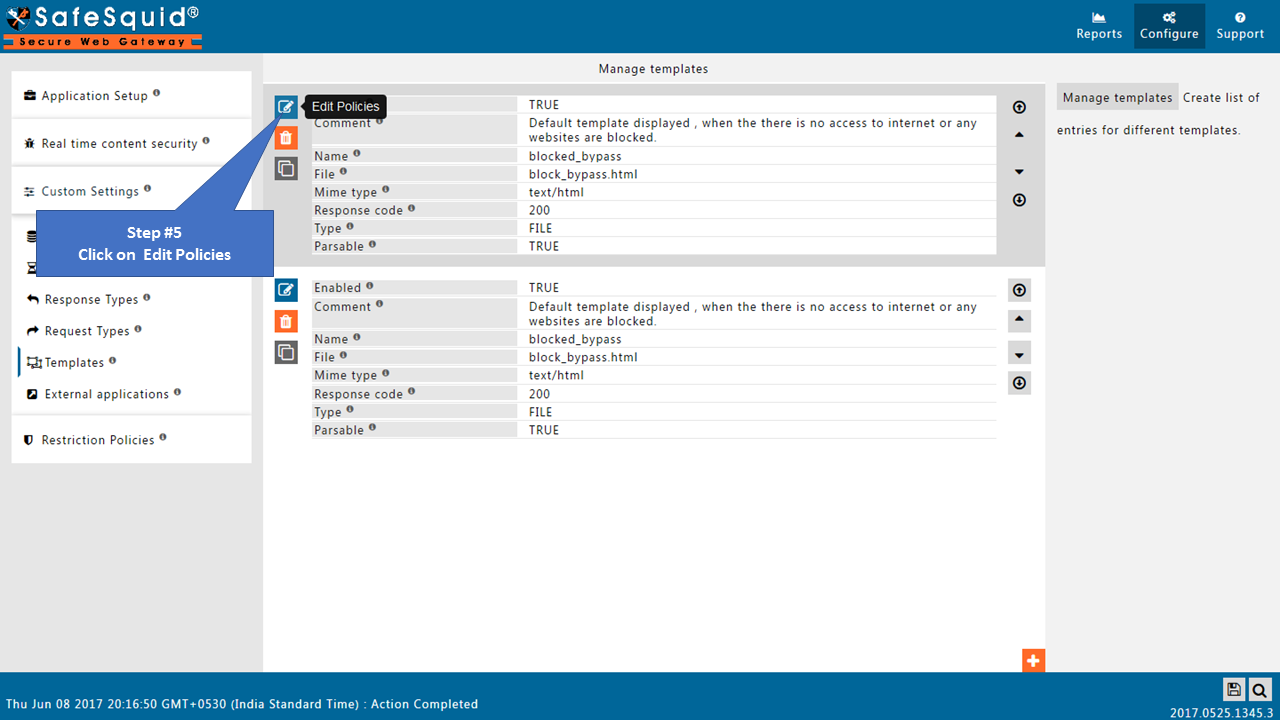 SafeSquid®
Secure Web Gateway
Reports
Configure
Support
Application Setup
Real time content security
Custom Settings
Response Types
Request Types
Templates
External applications
Restriction Policies
Step #5
Click on Edit Policies
Manage templates
Edit Policies
TRUE
Comment
Default template displayed , when the there is no access to internet or any
websites are blocked.
Name
blocked_bypass
File
block_bypass.html
Mime type
text/html
Response code
200
Type
FILE
Parsable
TRUE
Enabled
TRUE
Comment
Default template displayed , when the there is no access to internet or any
websites are blocked.
Name
blocked_bypass
File
block_bypass.html
Mime type
text/html
Response code
200
Type
FILE
Parsable
TRUE
Manage templates Create list of
entries for different templates.
Thu Jun 08 2017 20:16:50 GMT+0530 (India Standard Time) : Action Completed
2017.0525.1345.3